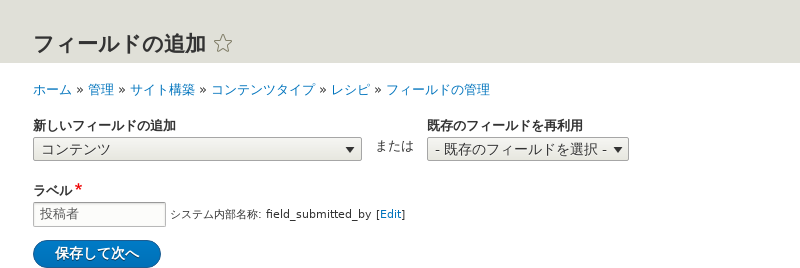 フィールドの追加
ホーム » 管理 » サイト構築 » コンテンツタイプ » レシピ » フィールドの管理
新しいフィールドの追加
コンテンツ
または
既存のフィールドを再利用
- 既存のフィールドを選択 -
ラベル*
投稿者 システム内部名称: field_submitted_by [Edit]
保存して次へ